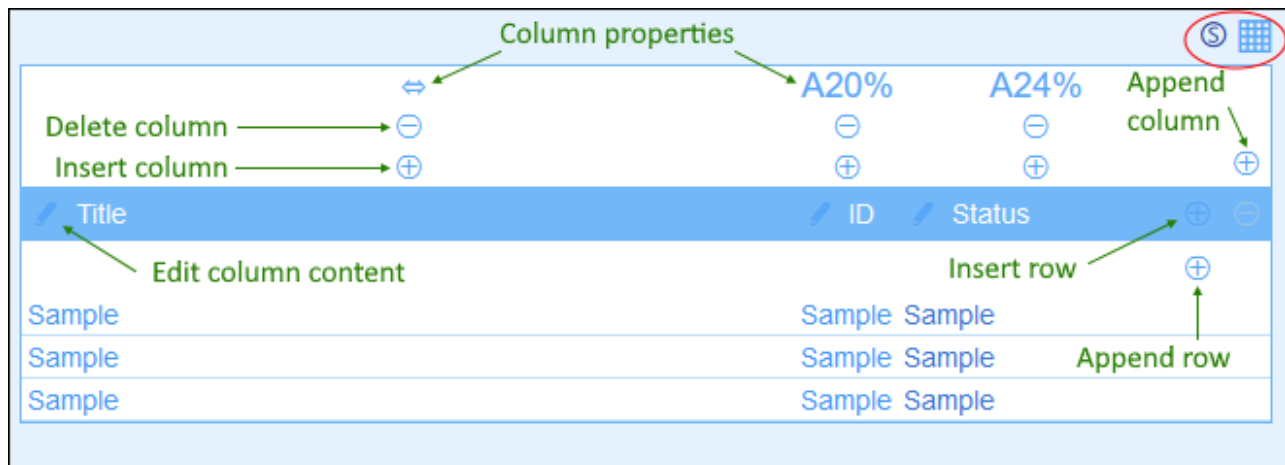 Column properties
S
A20% A24% Append
Delete column column
Insert column
Title ID Status
Edit column content Insert row
Sample Sample Sample
Sample Sample Sample Append row
Sample Sample Sample